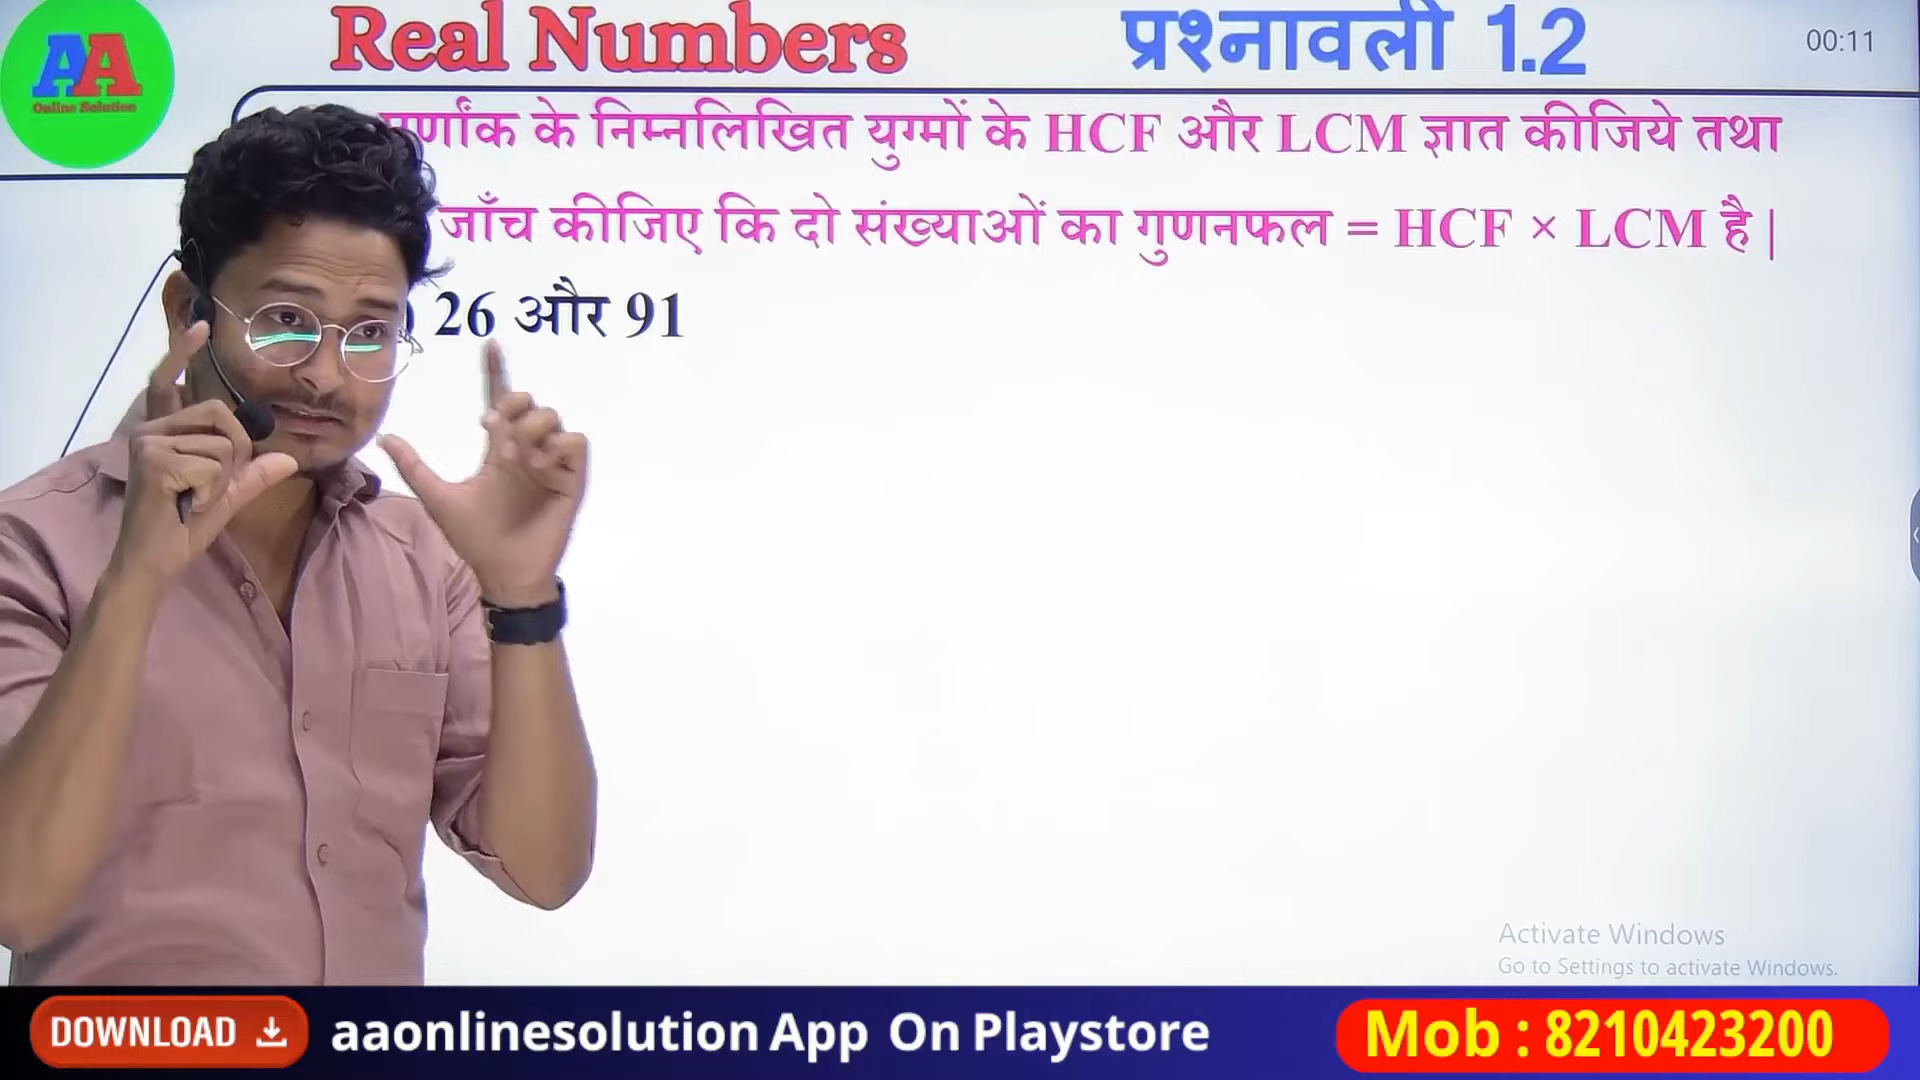 AA
Online Solution
Real Numbers
प्रश्नावली 1.2
00:11
के निम्नलिखित युग्मों के HCF और LCM ज्ञात कीजिये तथा
जाँच कीजिए कि दो संख्याओं का गुणनफल = HCF × LCM है |
) 26 और 91
Activate Windows
Go to Settings to activate Windows.
DOWNLOAD
aaonlinesolution App On Playstore
Mob : 8210423200